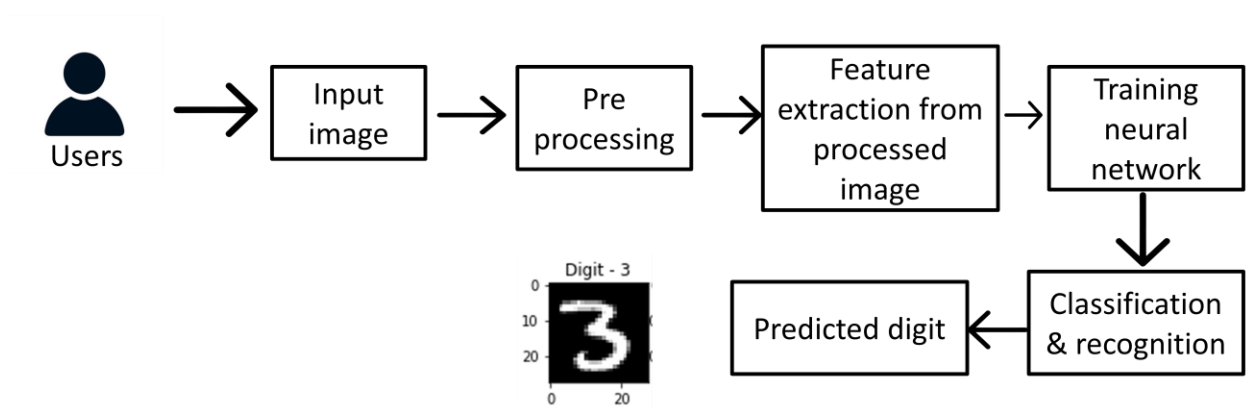 Users
Input
image
Pre
processing
Feature
extraction from
processed
image
Training
neural
network
Classification
& recognition
Predicted digit
Digit - 3
0
10
20
0
20
3